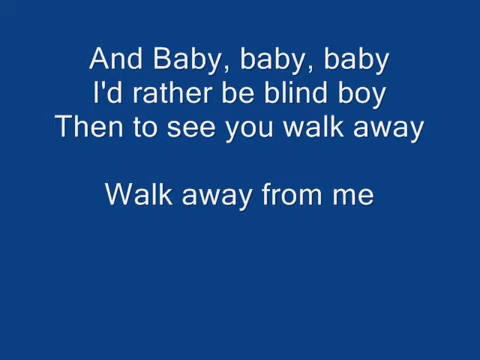 And Baby, baby, baby
I'd rather be blind boy
Then to see you walk away
Walk away from me